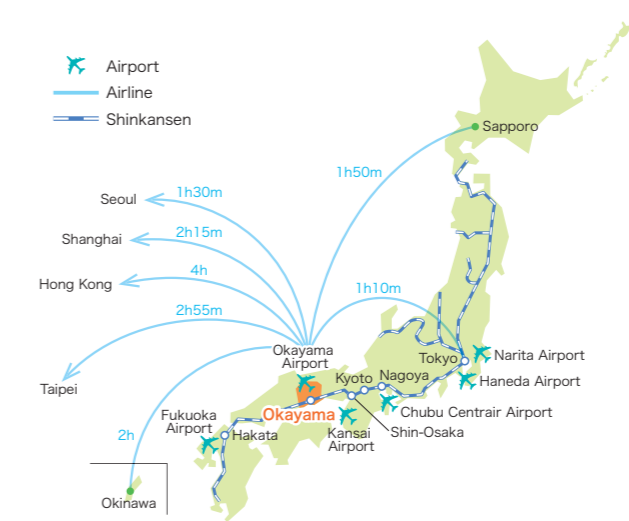 Airport
Airline
Shinkansen
Sapporo
1h50m
Seoul
1h30m
Shanghai
2h15m
Hong Kong
4h
1h10m
2h55m
Okayama
Airport
Tokyo
Narita Airport
Taipei
Kyoto
Nagoya
Haneda Airport
Okayama
Chubu Centrair Airport
Fukuoka
Airport
Hakata
Kansai
Airport
Shin-Osaka
2h
Okinawa